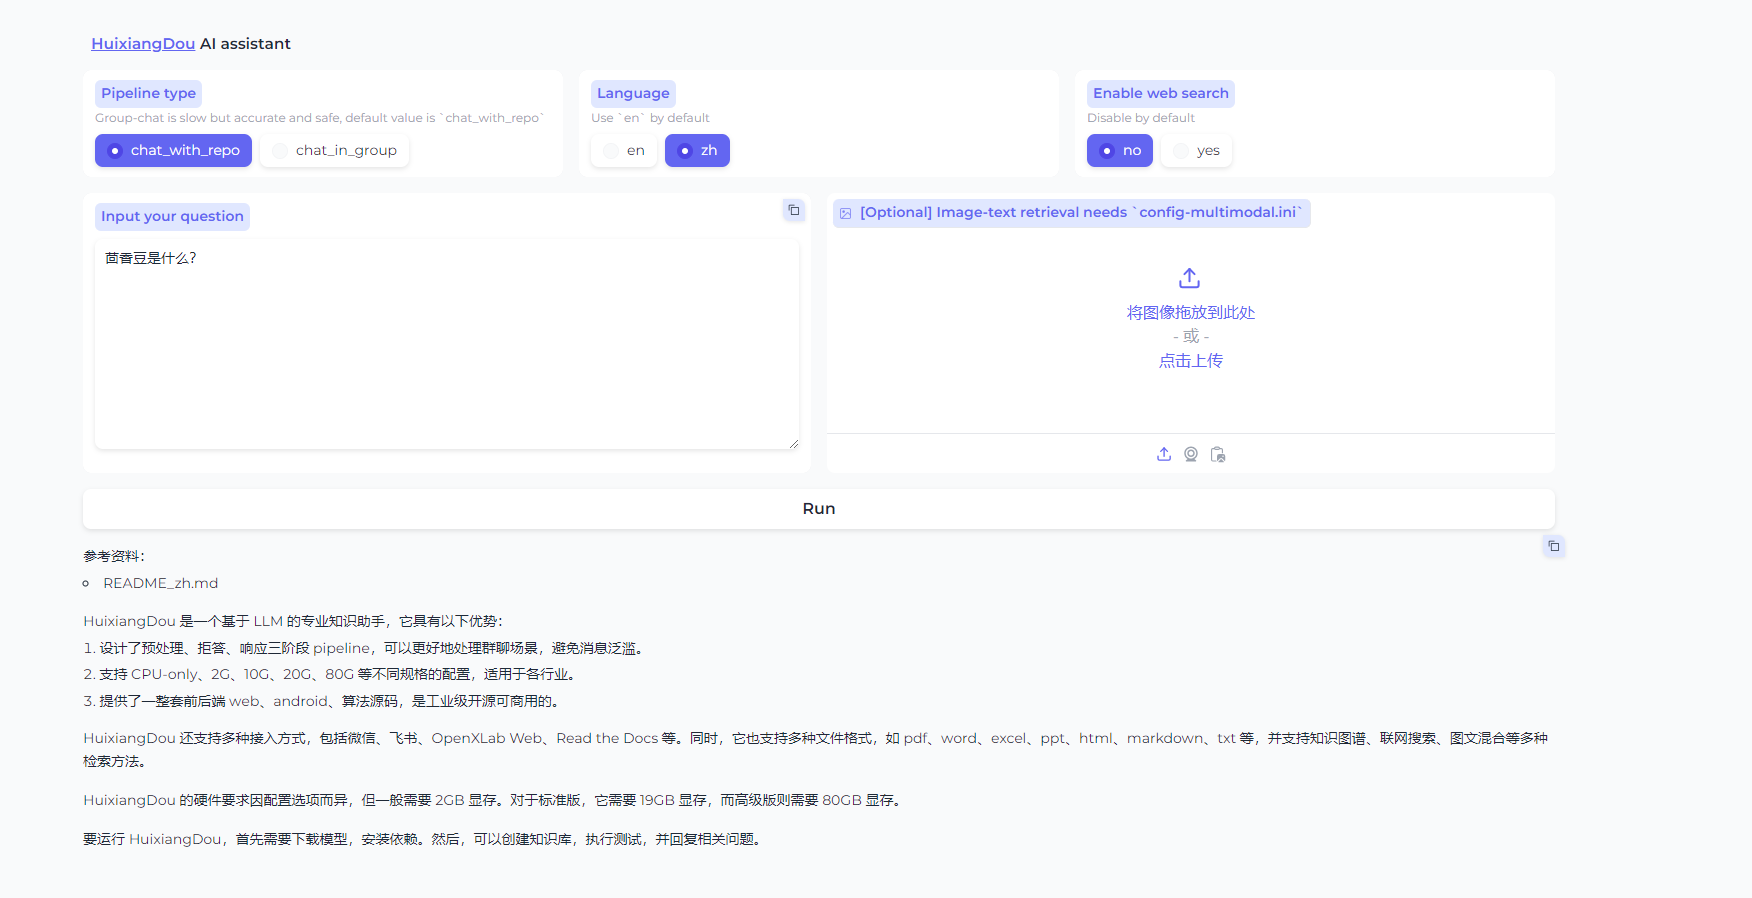 HuixiangDou AI assistant
Pipeline type
Group-chat is slow but accurate and safe, default value is `chat_with_repo`
chat_with_repo
chat_in_group
Language
Use `en` by default
en
zh
Enable web search
Disable by default
no
yes
Input your question
茴香豆是什么?
[Optional] Image-text retrieval needs `config-multimodal.ini`
将图像拖放到此处
- 或 -
点击上传
Run
参考资料：
README_zh.md
HuixiangDou 是一个基于 LLM 的专业知识助手，它具有以下优势：
1. 设计了预处理、拒答、响应三阶段 pipeline，可以更好地处理群聊场景，避免消息泛滥。
2. 支持 CPU-only、2G、10G、20G、80G 等不同规格的配置，适用于各行业。
3. 提供了一整套前后端 web、android、算法源码，是工业级开源可商用的。
HuixiangDou 还支持多种接入方式，包括微信、飞书、OpenXLab Web、Read the Docs 等。同时，它也支持多种文件格式，如 pdf、word、excel、ppt、html、markdown、txt 等，并支持知识图谱、联网搜索、图文混合等多种
检索方法。
HuixiangDou 的硬件要求因配置选项而异，但一般需要 2GB 显存。对于标准版，它需要 19GB 显存，而高级版则需要 80GB 显存。
要运行 HuixiangDou，首先需要下载模型，安装依赖。然后，可以创建知识库，执行测试，并回复相关问题。